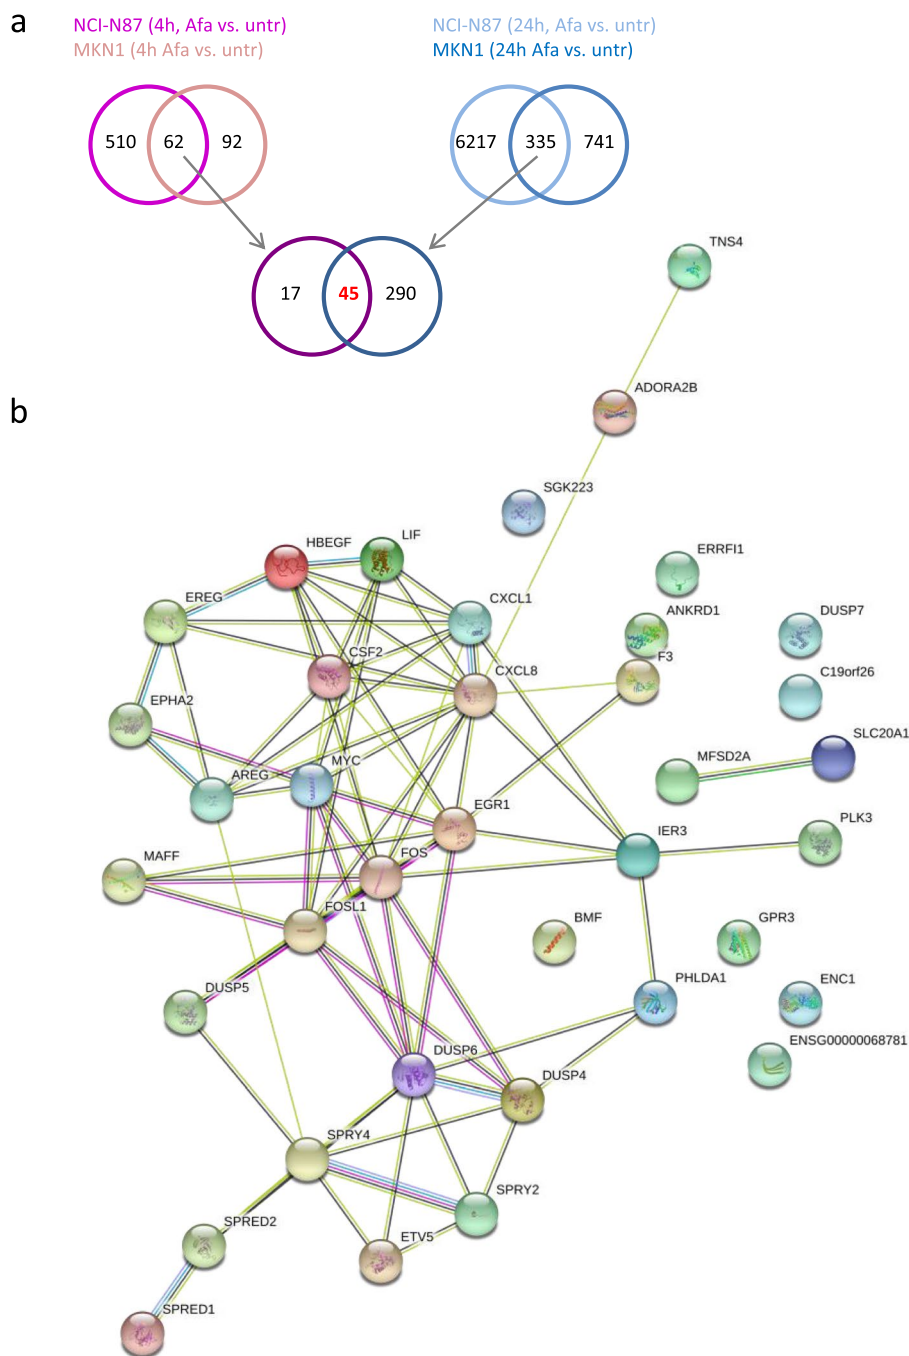 a
NCI-N87 (4h, Afa vs. untr)
MKN1 (4h Afa vs. untr)
NCI-N87 (24h, Afa vs. untr)
MKN1 (24h Afa vs. untr)
510 62 92
6217 335 741
17 45 290
b
TNS4
ADORA2B
SGK223
HBEGF
LIF
ERRFI1
EREG
CXCL1
ANKRD1
DUSP7
CSF2
F3
CXCL8
C19orf26
EPHA2
SLC20A1
MFSD2A
AREG
MYC
EGR1
IER3
PLK3
MAFF
FOS
FOSL1
BMF
GPR3
DUSP5
PHLDA1
ENC1
ENSG00000068781
DUSP6
DUSP4
SPRY4
SPRY2
SPRED2
ETV5
SPRED1